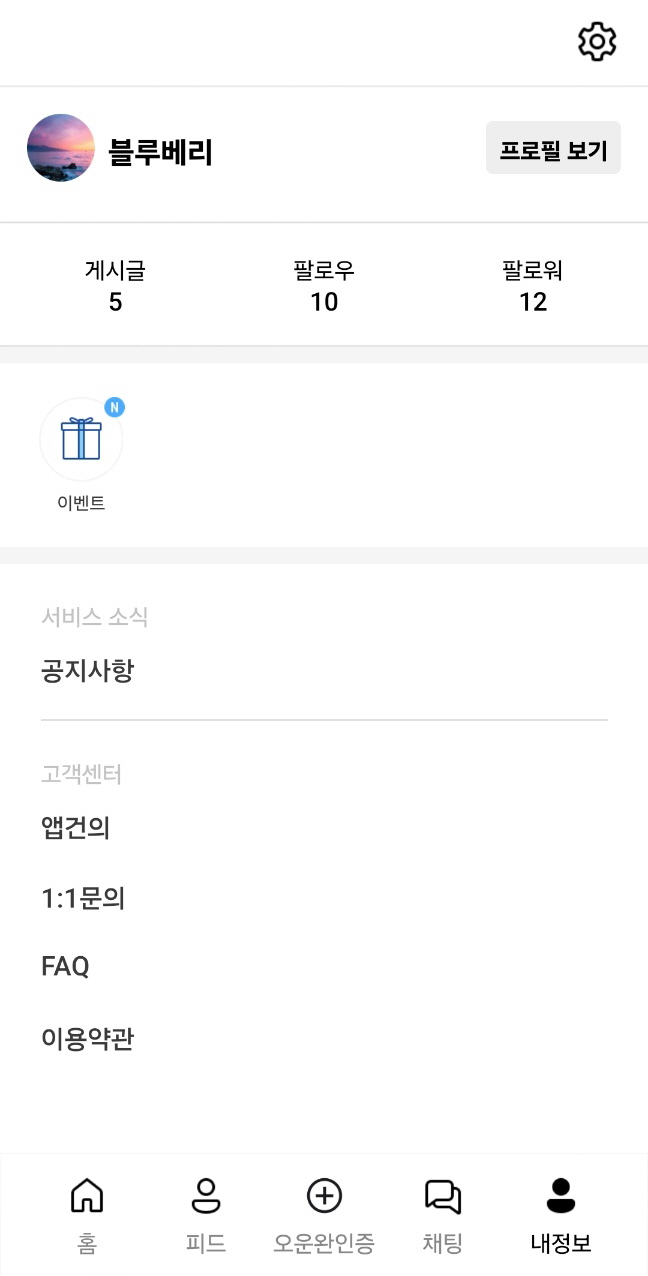 블루베리
프로필 보기
게시글 팔로우 팔로워
5 10 12
N
이벤트
서비스 소식
공지사항
고객센터
앱건의
1:1문의
FAQ
이용약관
홈 피드 오운완인증 채팅 내정보